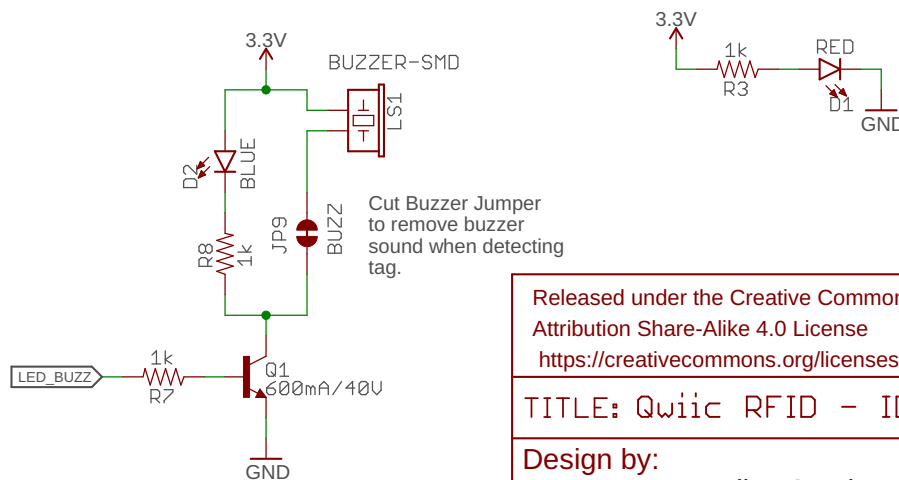 3.3V
BUZZER-SMD
LS1
D2
BLUE
R8
1k
JP9
BUZZ
Cut Buzzer Jumper
to remove buzzer
sound when detecting
tag.
LED_BUZZ
1k
R7
Q1
600mA/40V
GND
3.3V
1k
R3
RED
D1
GND
Released under the Creative Common
Attribution Share-Alike 4.0 License
https://creativecommons.org/licenses
TITLE: Qwiic RFID - I
Design by: